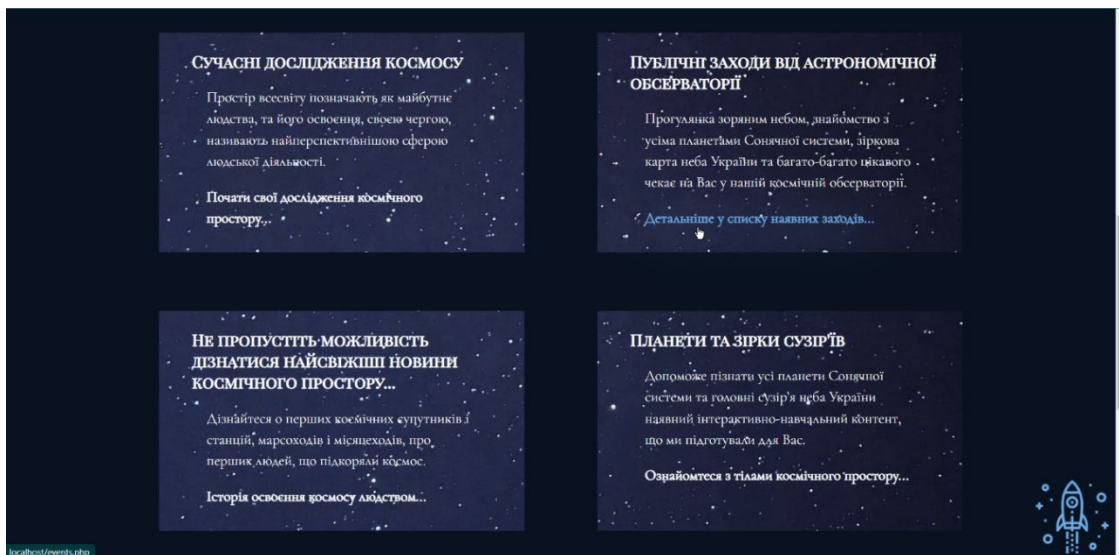 Сучасні дослідження космосу
Простір всесвіту позначають як майбутнє
людства, та його освоєння, своєю чергою,
називають найперспективнішою сферою
людської діяльності.
Почати свої дослідження космічного
простору...
Публічні заходи від астрономічної
обсерваторії
Прогулянка зоряним небом, знайомство з
усіма планетами Сонячної системи, зіркова
карта неба України та багато-багато цікавого
чекає на Вас у нашій космічній обсерваторії.
Детальніше у списку наявних заходів...
Не пропустіть можливість
дізнатися найсвіжіші новини
космічного простору...
Дізнайтеся о перших космічних супутників і
станцій, марсоходів і місяцеходів, про
перших людей, що підкоряли космос.
Історія освоєння космосу людством...
Планети та зірки сузір'їв
Допоможе пізнати усі планети Сонячної
системи та головні сузір'я неба України
наявний інтерактивно-навчальний контент,
що ми підготували для Вас.
Ознайомтеся з тілами космічного простору...
localhost/events.php